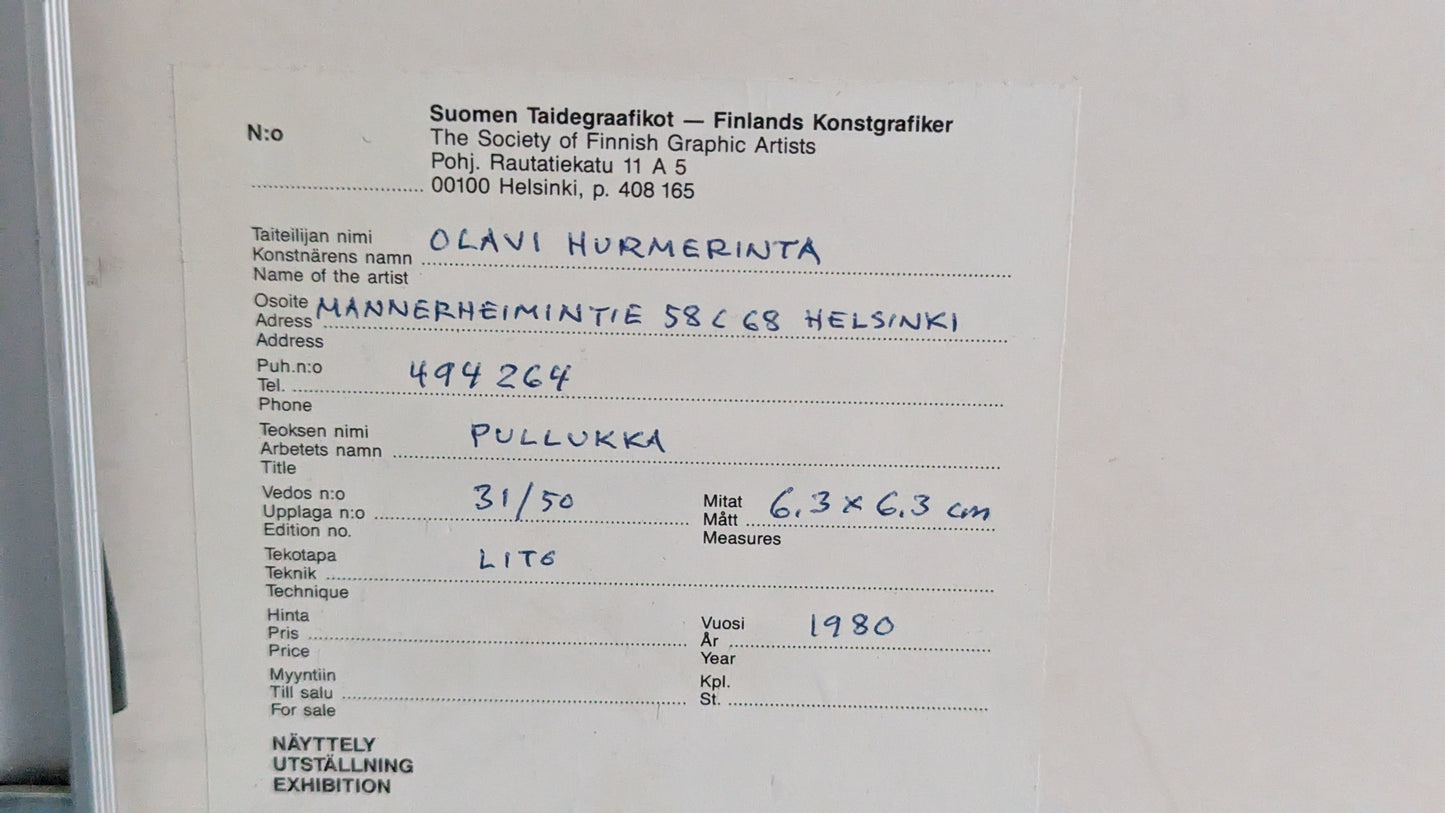 N:o
Suomen Taidegraafikot — Finlands Konstgrafiker
The Society of Finnish Graphic Artists
Pohj. Rautatiekatu 11 A 5
00100 Helsinki, p. 408 165
Taiteilijan nimi
Konstnärens namn OLAVI HURMERINTA
Name of the artist
Osoite
Adress MANNERHEIMINTIE 58 C 68 HELSINKI
Address
Puh.n:o
Tel. 494 264
Phone
Teoksen nimi
Arbetets namn PULLUKKA
Title
Vedos n:o
Upplaga n:o 31/50
Edition no.
Mitat
Mått 6.3 x 6.3 cm
Measures
Tekotapa
Teknik LITO
Technique
Hinta
Pris
Price
Vuosi
År 1980
Year
Myyntiin
Till salu
For sale
Kpl.
St.
NÄYTTELY
UTSTÄLLNING
EXHIBITION